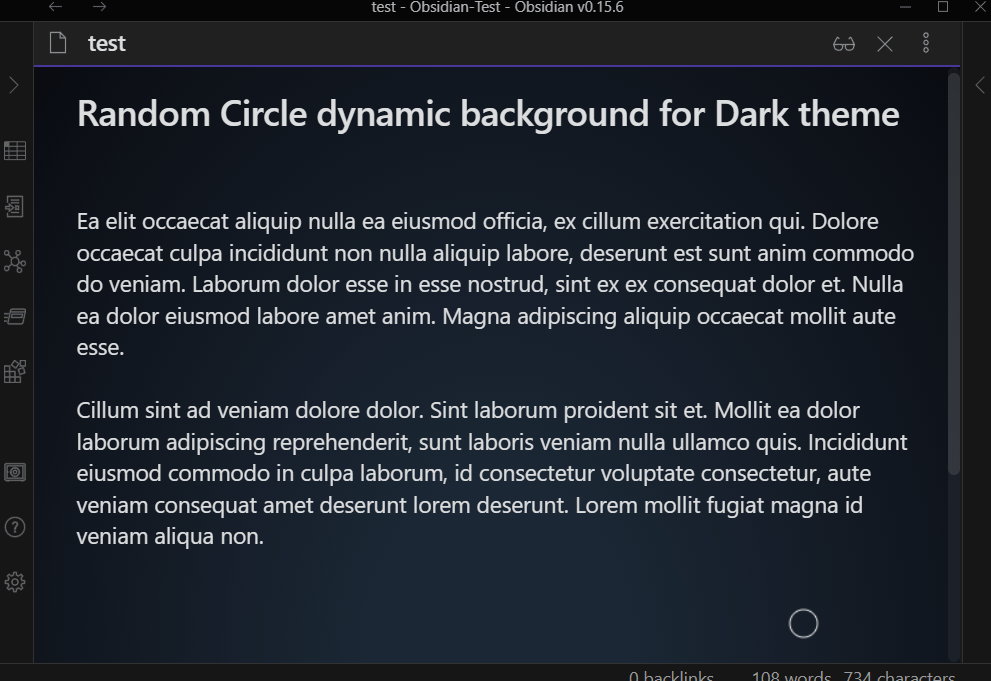 test - Obsidian-Test - Obsidian v0.15.6
test
Random Circle dynamic background for Dark theme
Ea elit occaecat aliquip nulla ea eiusmod officia, ex cillum exercitation qui. Dolore
occaecat culpa incididunt non nulla aliquip labore, deserunt est sunt anim commodo
do veniam. Laborum dolor esse in esse nostrud, sint ex ex consequat dolor et. Nulla
ea dolor eiusmod labore amet anim. Magna adipiscing aliquip occaecat mollit aute
esse.
Cillum sint ad veniam dolore dolor. Sint laborum proident sit et. Mollit ea dolor
laborum adipiscing reprehenderit, sunt laboris veniam nulla ullamco quis. Incididunt
eiusmod commodo in culpa laborum, id consectetur voluptate consectetur, aute
veniam consequat amet deserunt lorem deserunt. Lorem mollit fugiat magna id
veniam aliqua non.
0 backlinks 108 words 734 characters